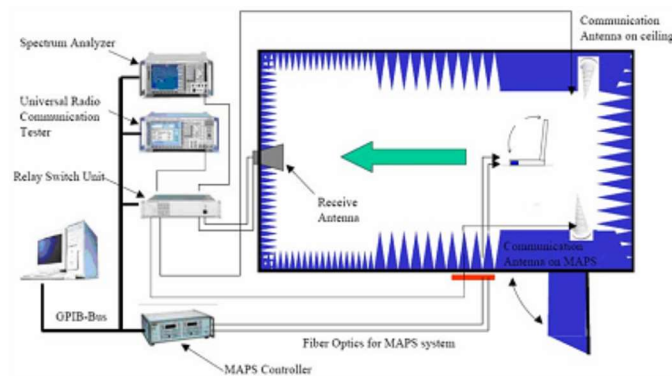 Spectrum Analyzer
Universal Radio
Communication
Tester
Relay Switch Unit
GPIB-Bus
MAPS Controller
Fiber Optics for MAPS system
Receive
Antenna
Communication
Antenna on ceiling
Communication
Antenna on MAPS